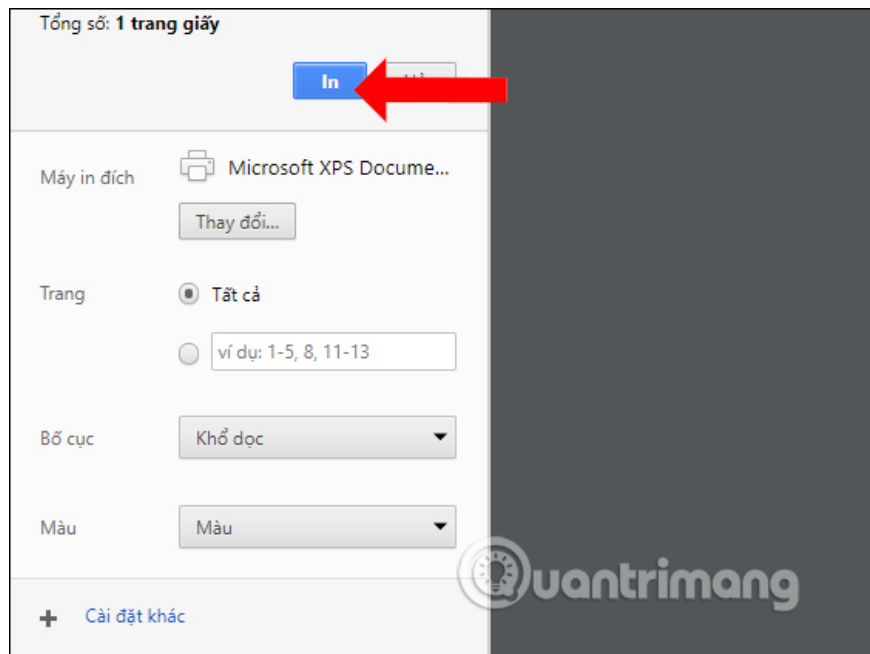 Tổng số: 1 trang giấy
In
Máy in đích
Microsoft XPS Docume...
Thay đổi...
Trang
Tất cả
ví dụ: 1-5, 8, 11-13
Bố cục
Khổ dọc
Màu
Màu
Cài đặt khác
Quantrimang